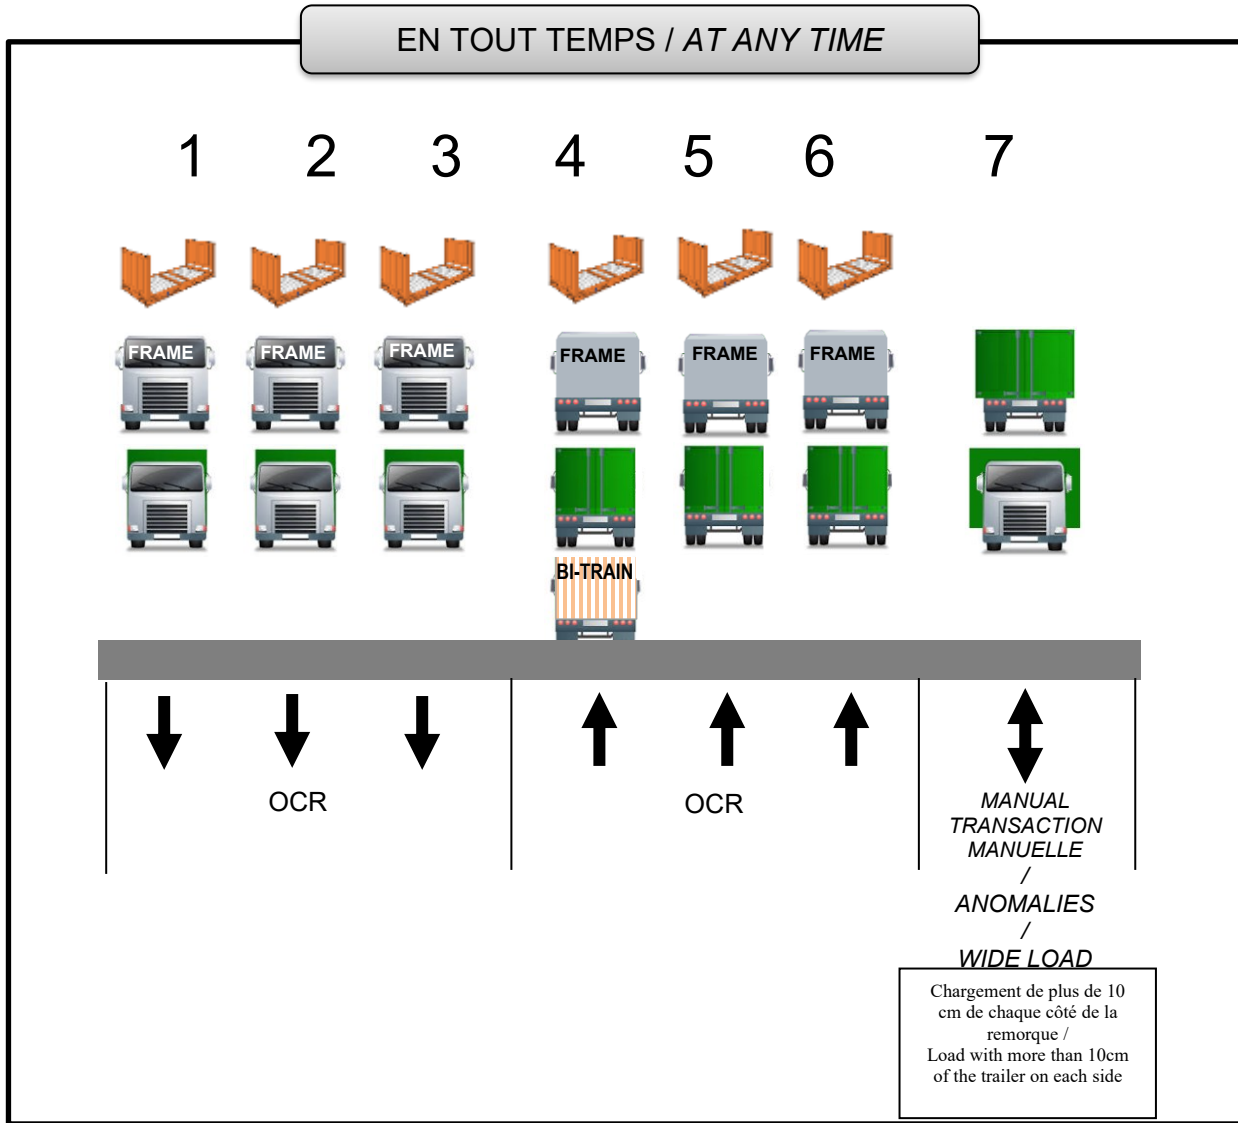 EN TOUT TEMPS / AT ANY TIME
1 2 3 4 5 6 7
FRAME FRAME FRAME FRAME FRAME FRAME
BI-TRAIN
OCR
OCR
MANUAL
TRANSACTION
MANUELLE
/
ANOMALIES
/
WIDE LOAD
Chargement de plus de 10
cm de chaque côté de la
remorque /
Load with more than 10cm
of the trailer on each side